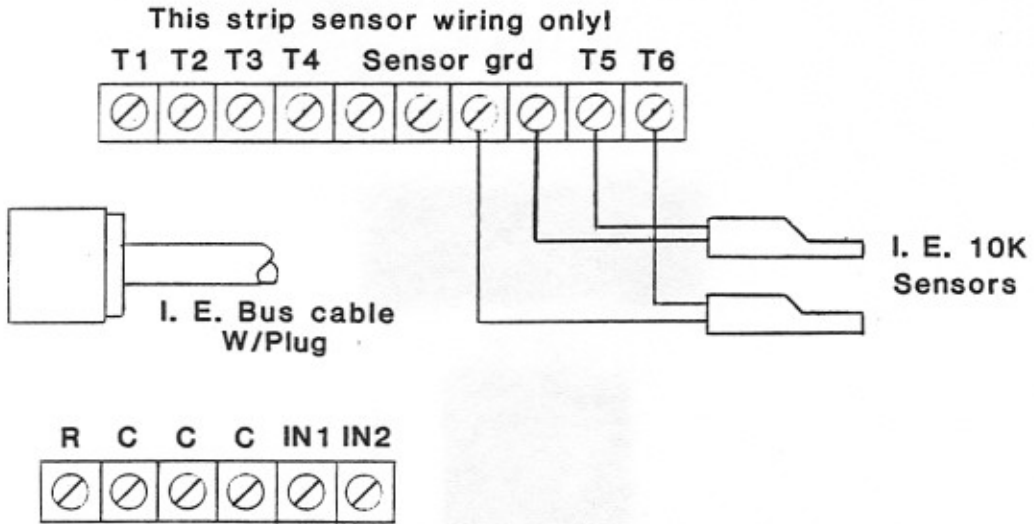 This strip sensor wiring only!
T1 T2 T3 T4 Sensor grd T5 T6
I. E. 10K
Sensors
I. E. Bus cable
W/Plug
R C C C IN1 IN2